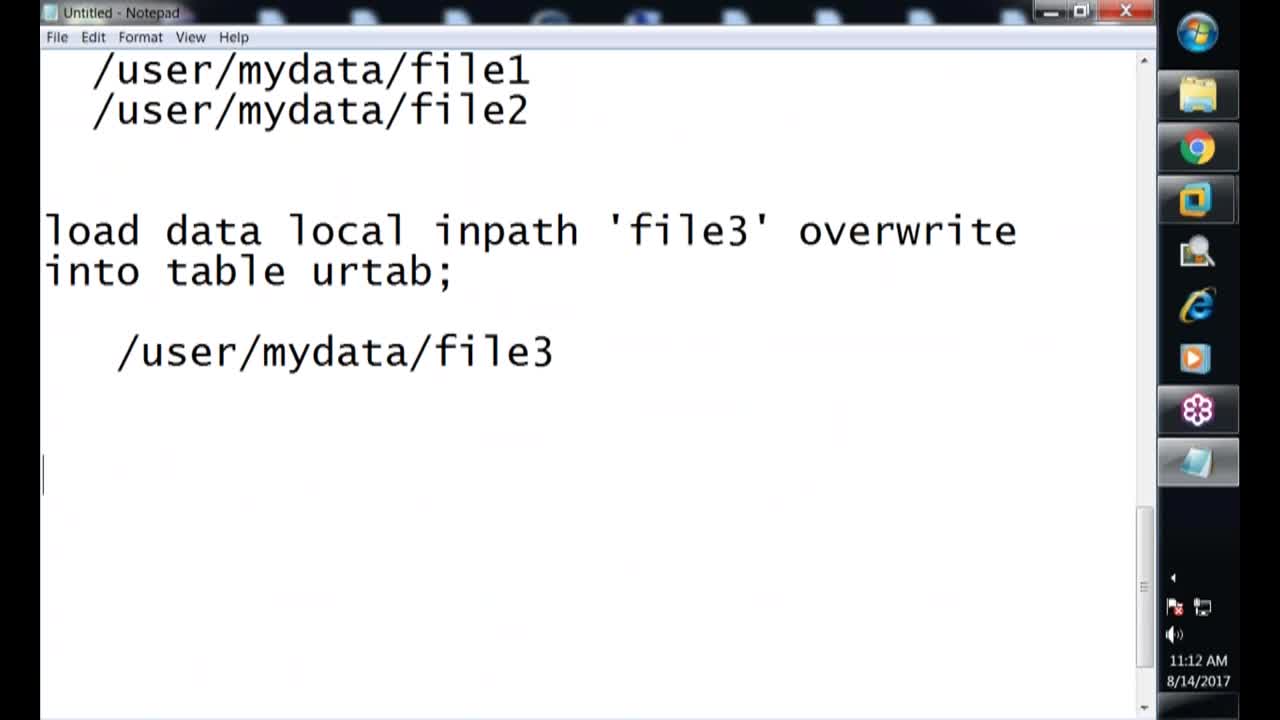 Untitled - Notepad
File Edit Format View Help
/user/mydata/file1
/user/mydata/file2
load data local inpath 'file3' overwrite
into table urtab;
/user/mydata/file3
11:12 AM
8/14/2017